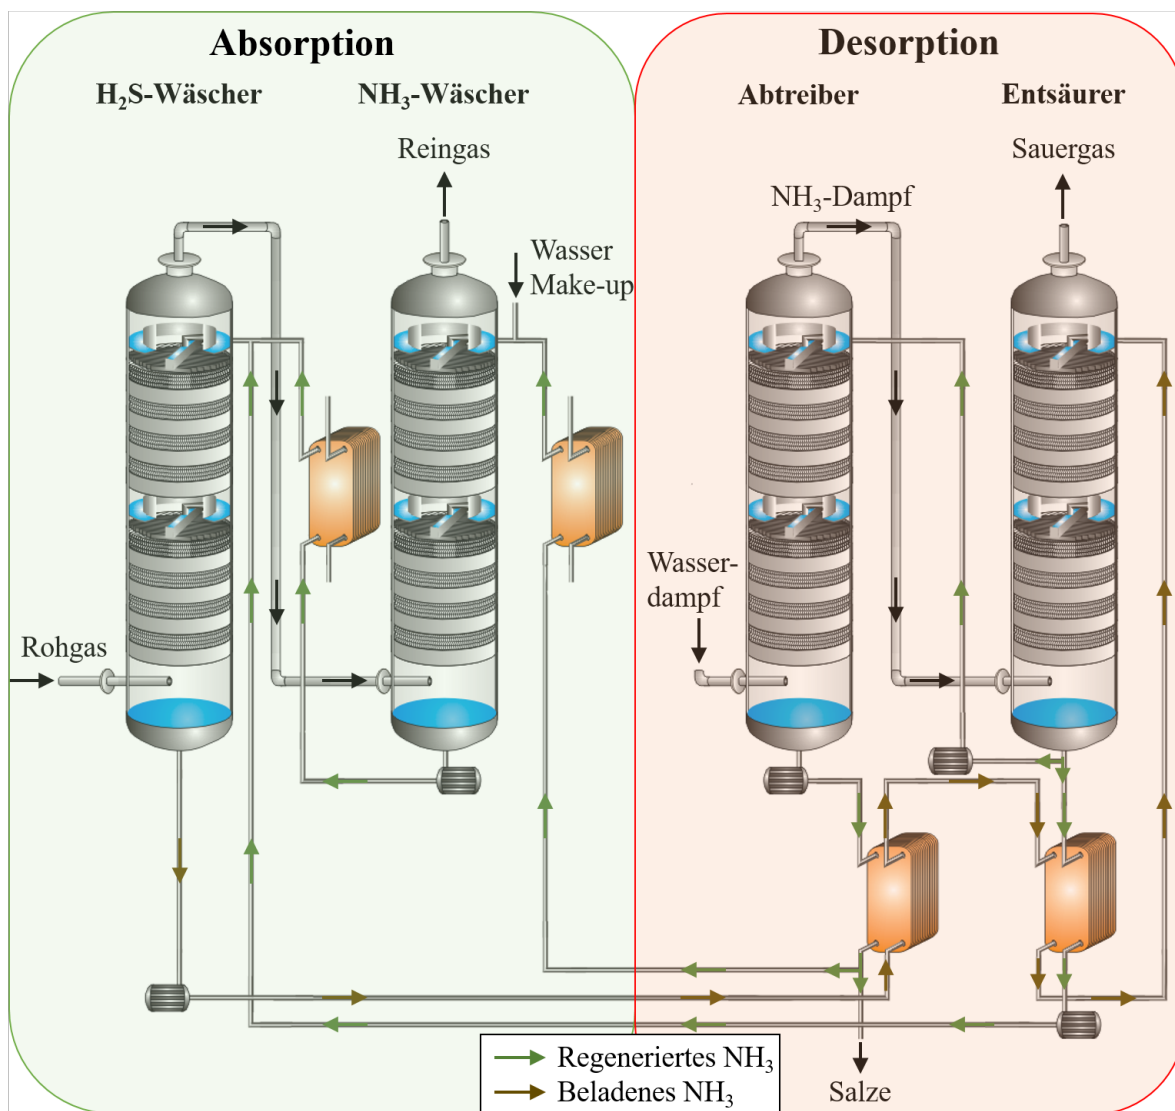 Absorption
Desorption
H₂S-Wäscher
NH₃-Wäscher
Abtreiber
Entsäurer
Reingas
Sauergas
NH₃-Dampf
Wasser
Make-up
Wasser-
dampf
Rohgas
Regeneriertes NH₃
Beladenes NH₃
Salze